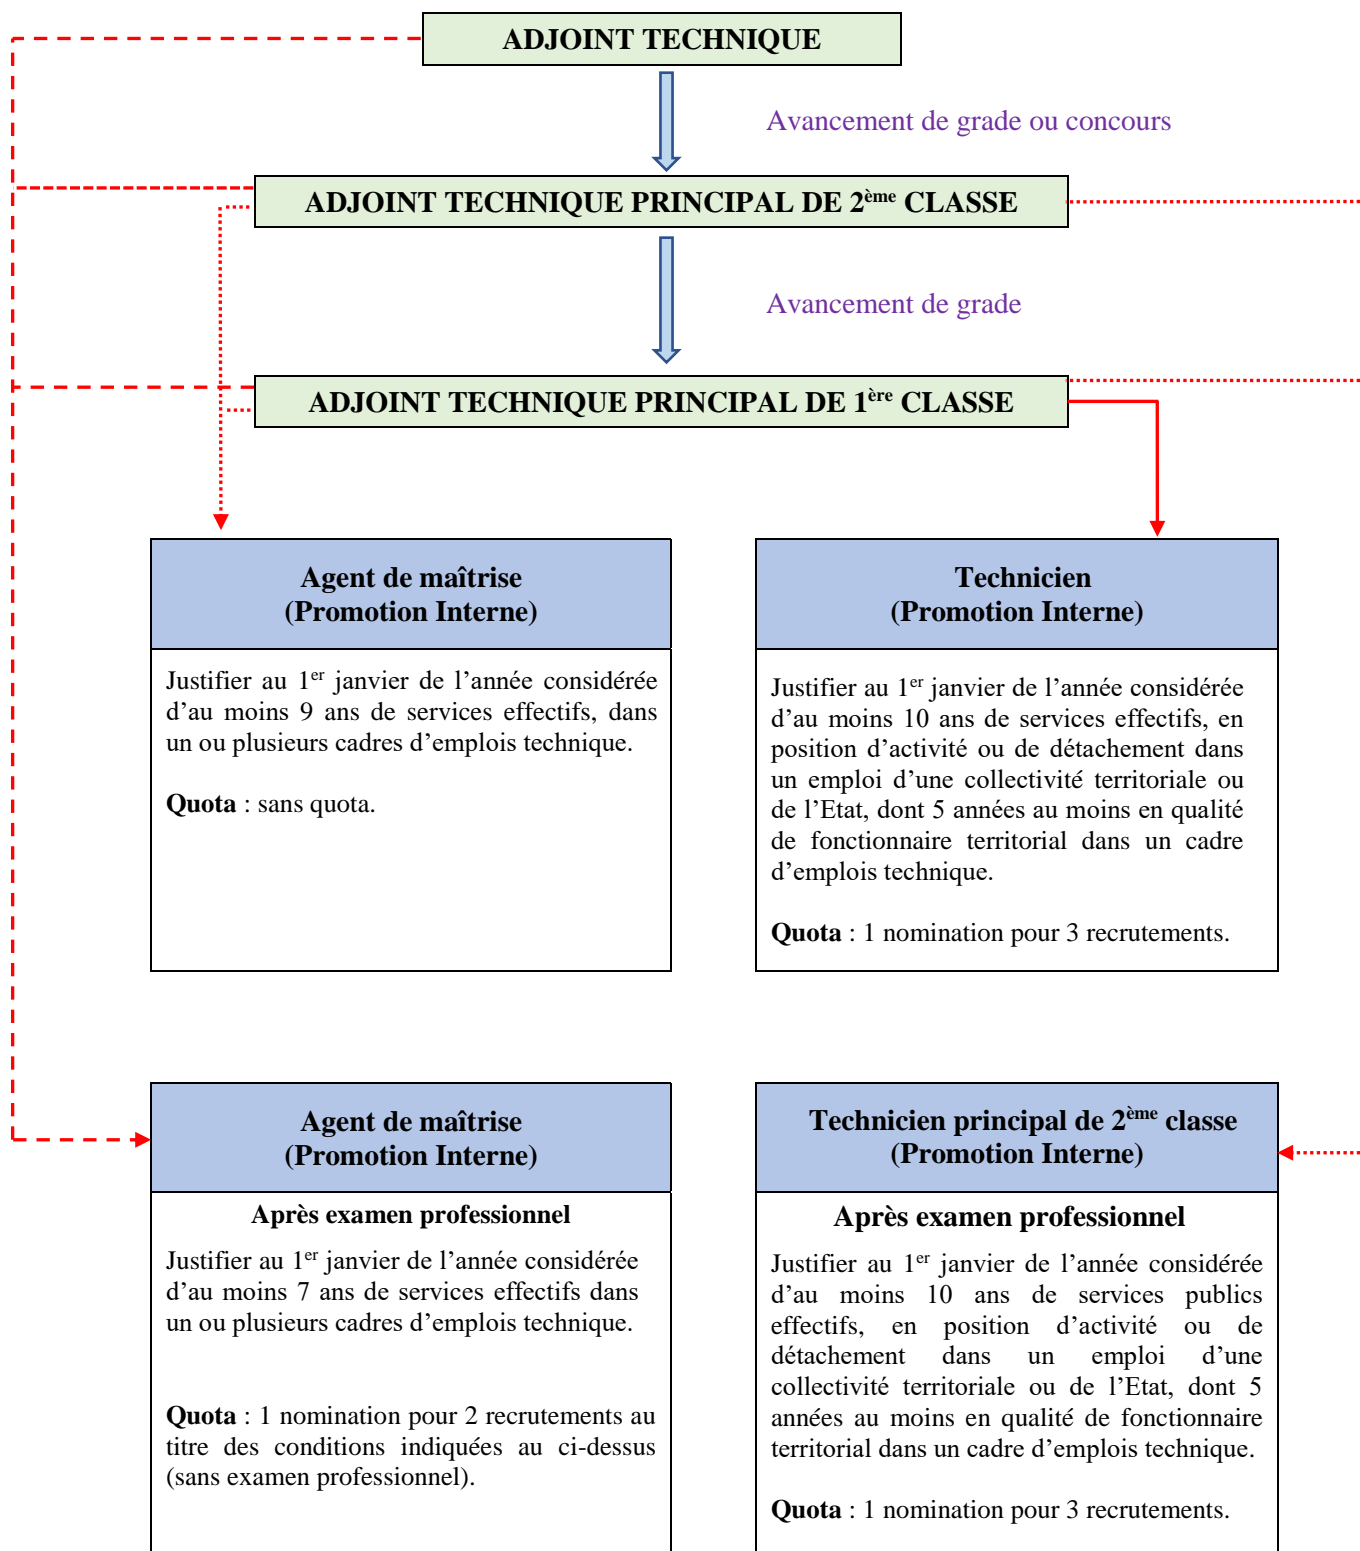 ADJOINT TECHNIQUE
Avancement de grade ou concours
ADJOINT TECHNIQUE PRINCIPAL DE 2ème CLASSE
Avancement de grade
ADJOINT TECHNIQUE PRINCIPAL DE 1ère CLASSE
Agent de maîtrise
(Promotion Interne)
Justifier au 1er janvier de l’année considérée
d’au moins 9 ans de services effectifs, dans
un ou plusieurs cadres d’emplois technique.
Quota : sans quota.
Technicien
(Promotion Interne)
Justifier au 1er janvier de l’année considérée
d’au moins 10 ans de services effectifs, en
position d’activité ou de détachement dans
un emploi d’une collectivité territoriale ou
de l’Etat, dont 5 années au moins en qualité
de fonctionnaire territorial dans un cadre
d’emplois technique.
Quota : 1 nomination pour 3 recrutements.
Agent de maîtrise
(Promotion Interne)
Après examen professionnel
Justifier au 1er janvier de l’année considérée
d’au moins 7 ans de services effectifs dans
un ou plusieurs cadres d’emplois technique.
Quota : 1 nomination pour 2 recrutements au
titre des conditions indiquées au ci-dessus
(sans examen professionnel).
Technicien principal de 2ème classe
(Promotion Interne)
Après examen professionnel
Justifier au 1er janvier de l’année considérée
d’au moins 10 ans de services publics
effectifs, en position d’activité ou de
détachement dans un emploi d’une
collectivité territoriale ou de l’Etat, dont 5
années au moins en qualité de fonctionnaire
territorial dans un cadre d’emplois technique.
Quota : 1 nomination pour 3 recrutements.